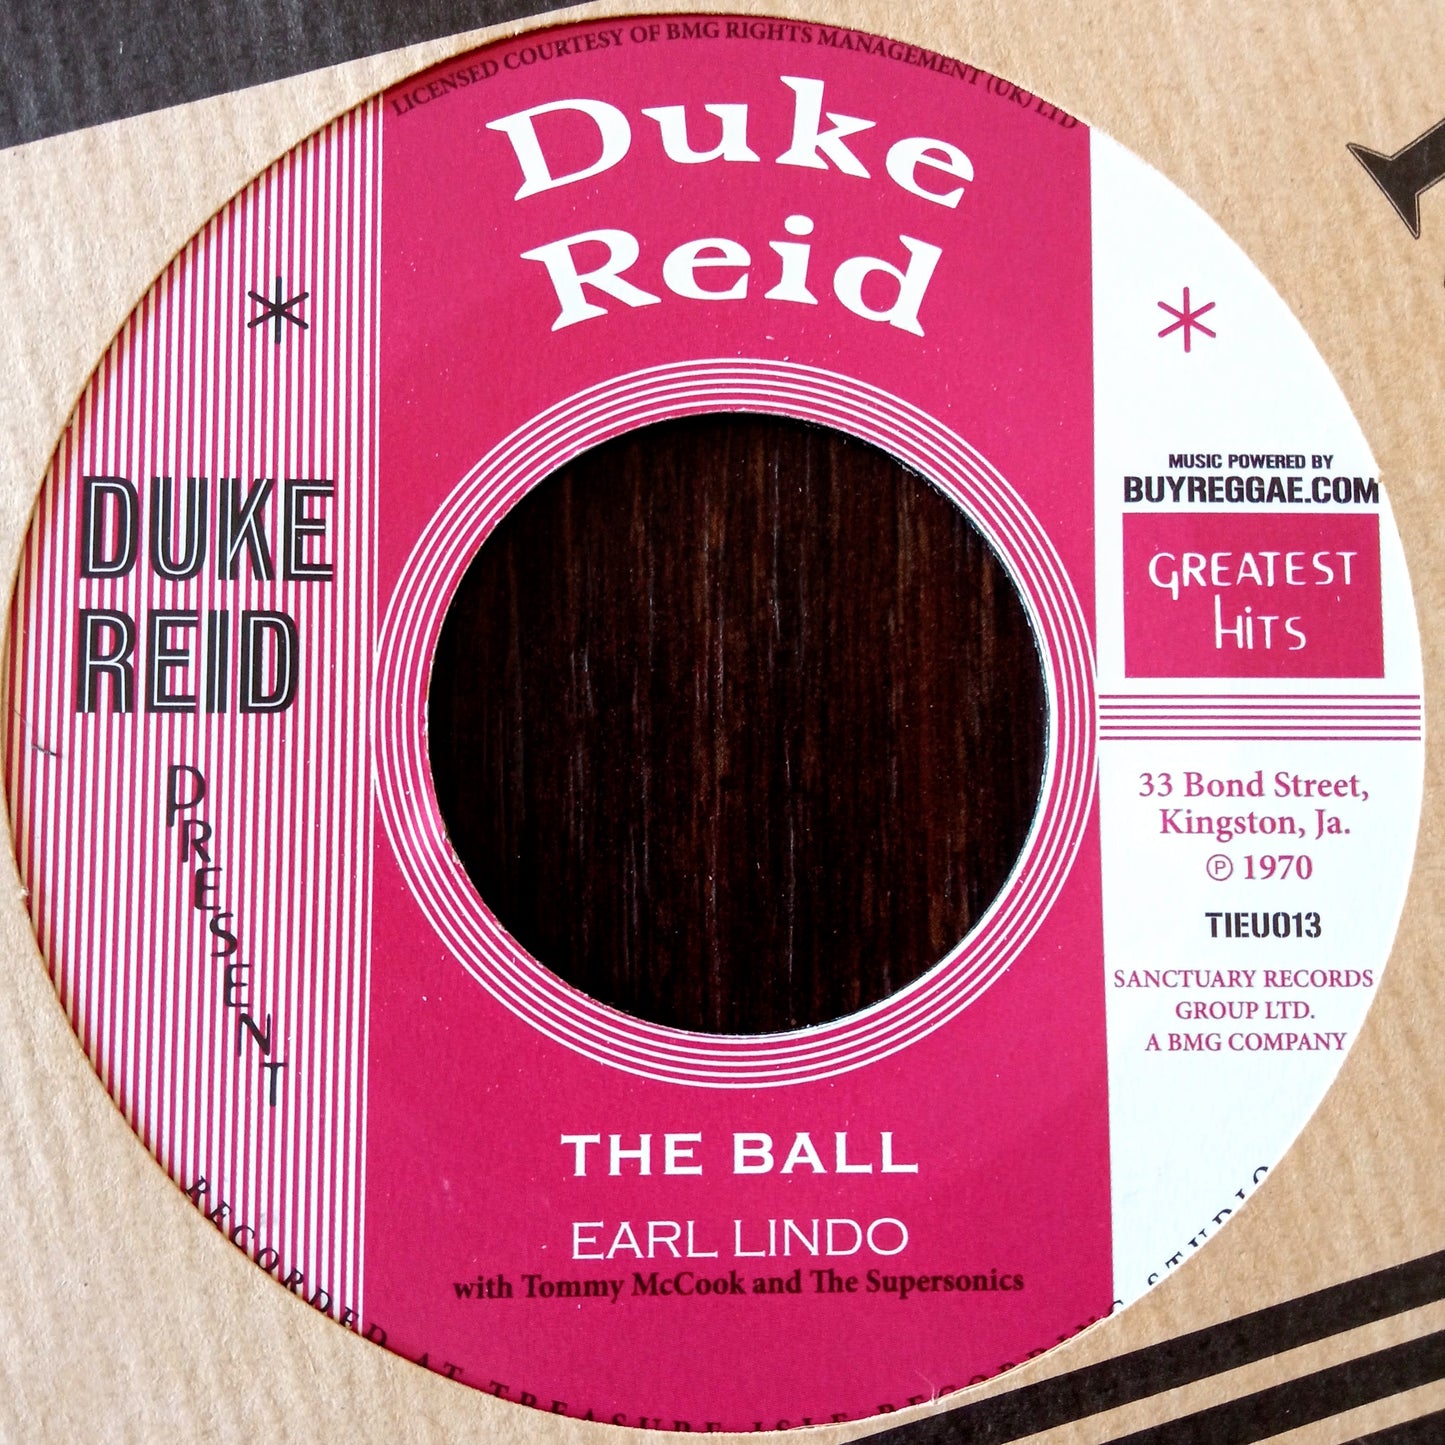 LICENSED COURTESY OF BMG RIGHTS MANAGEMENT (UK) LTD
Duke
Reid
DUKE
REID
PRESENT
MUSIC POWERED BY
BUYREGGAE.COM
GREATEST
HiTS
33 Bond Street,
Kingston, Ja.
℗ 1970
TIEU013
SANCTUARY RECORDS
GROUP LTD.
A BMG COMPANY
THE BALL
EARL LINDO
with Tommy McCook and The Supersonics
RECORDED AT TREASURE ISLE RECORDING STUDIO